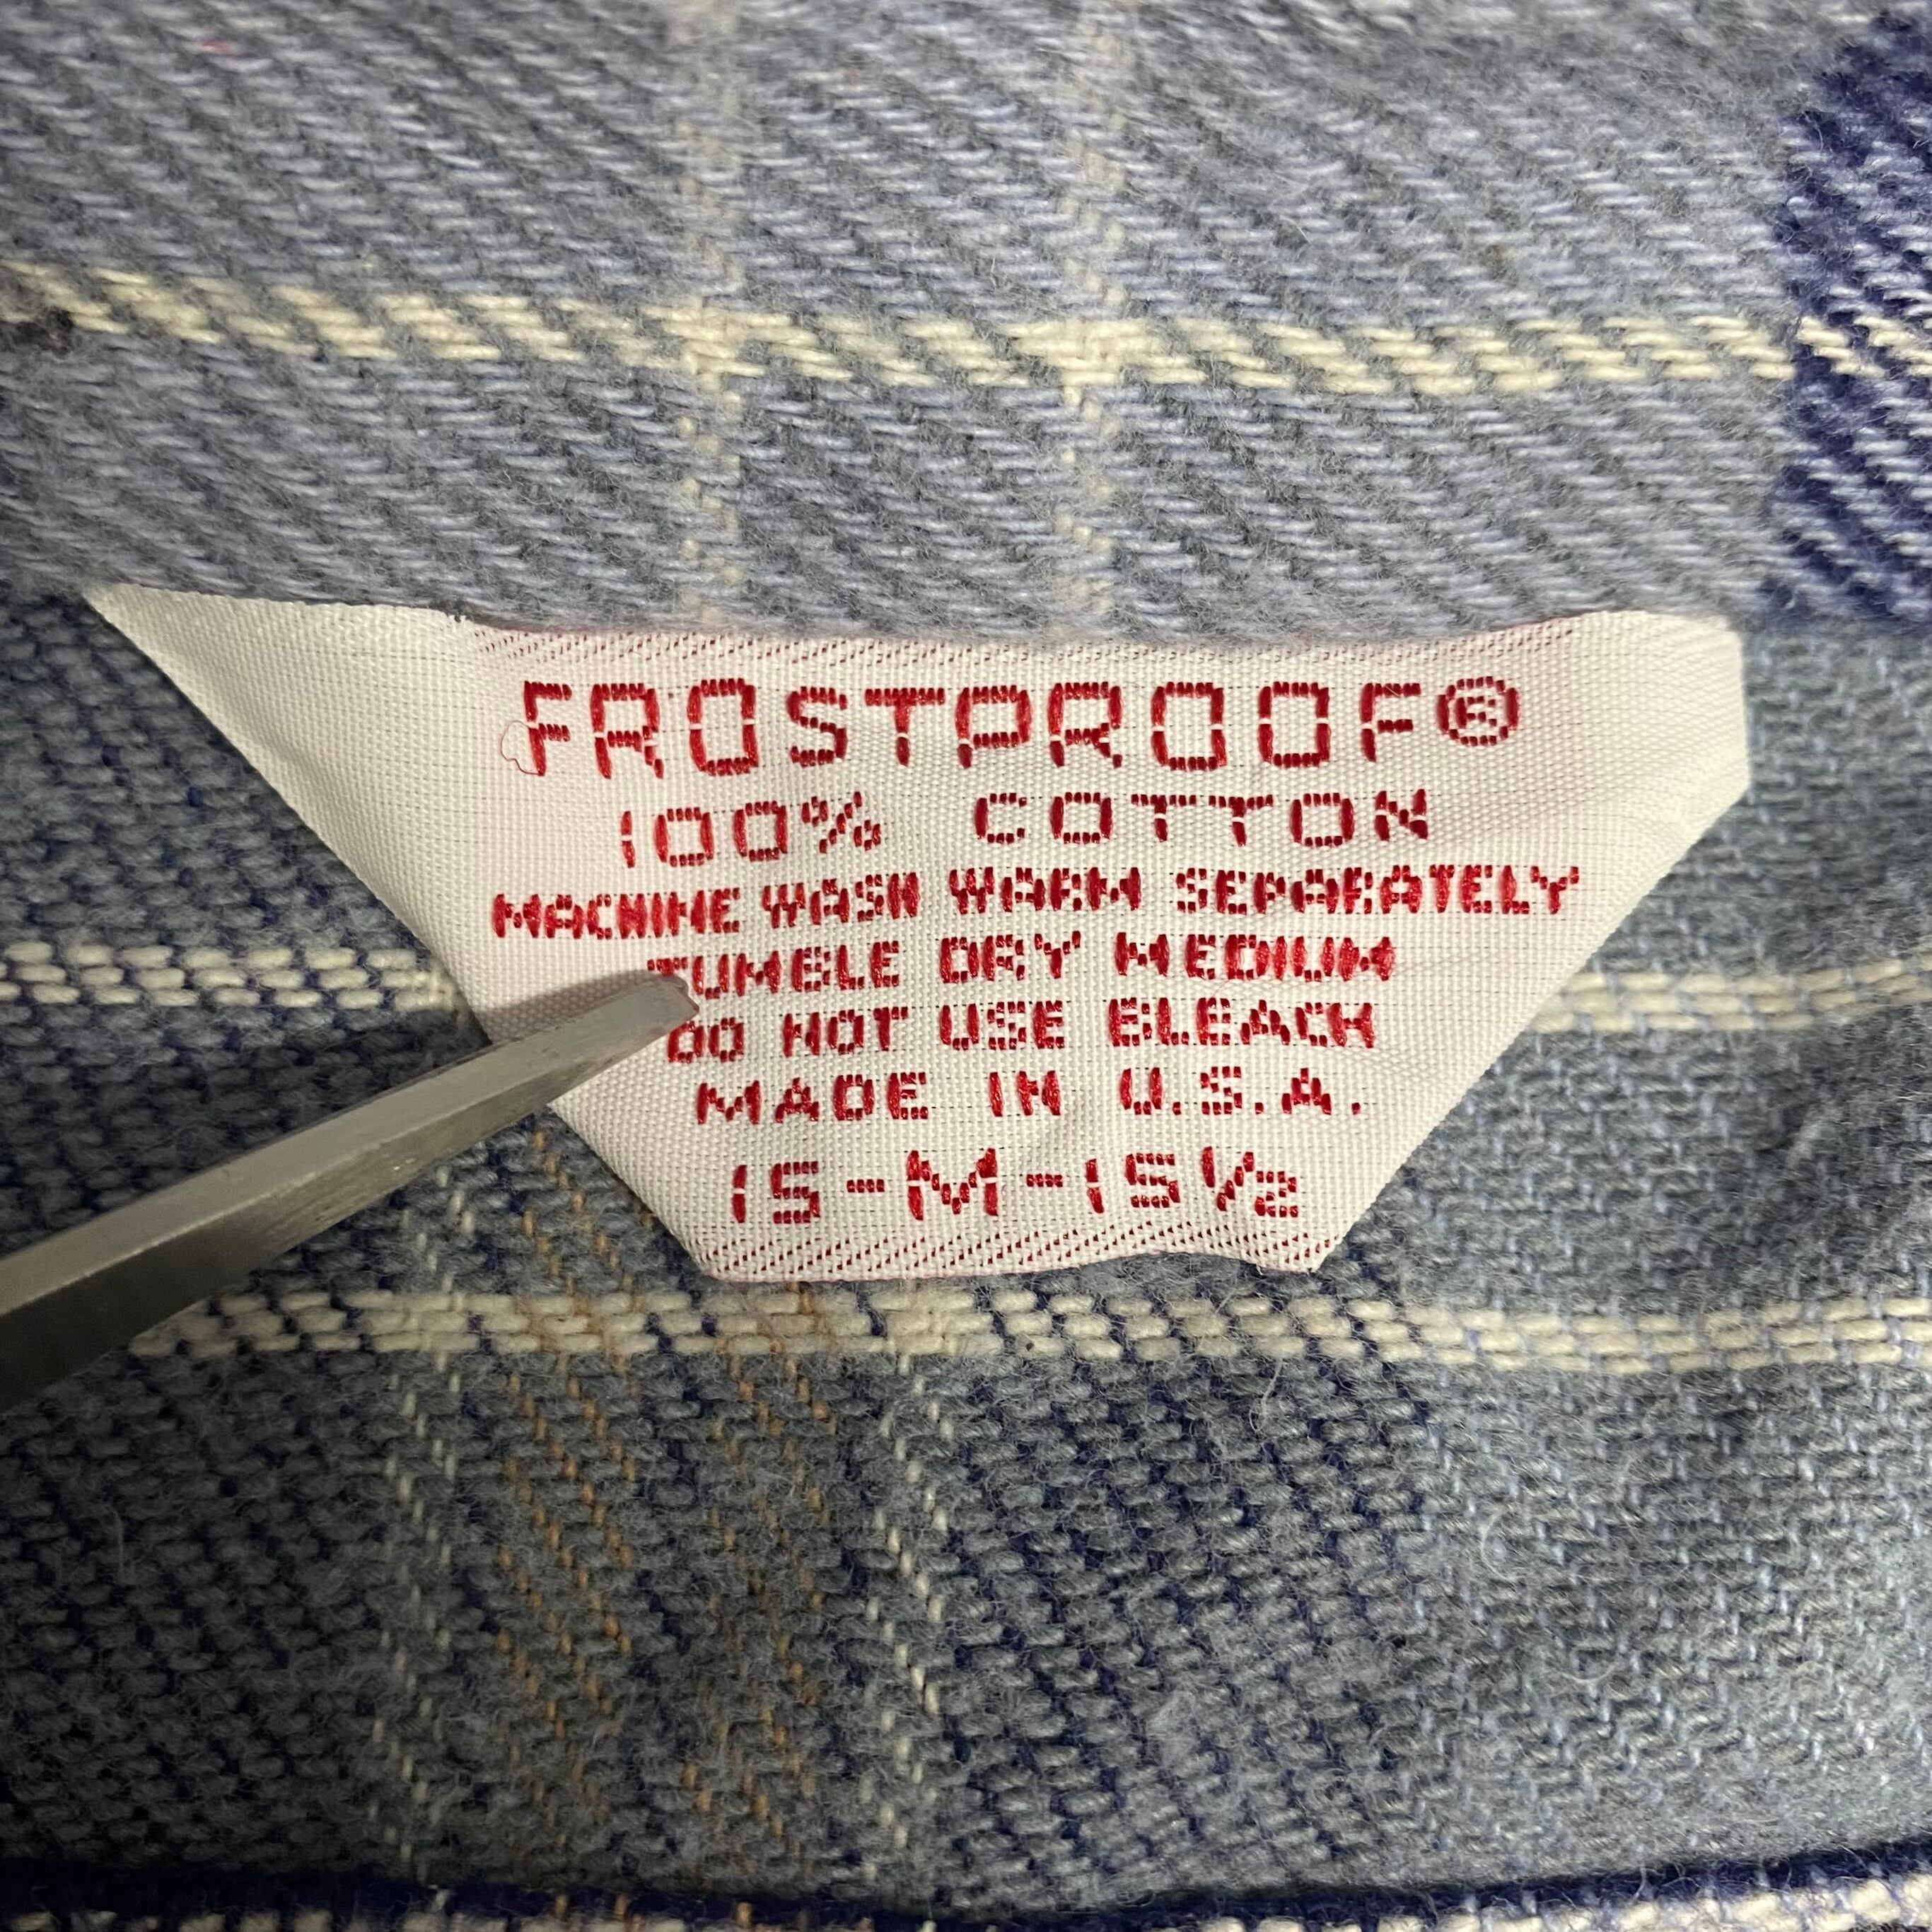 FROSTPROOF®
100% COTTON
MACHINE WASH WARM SEPARATELY
TUMBLE DRY MEDIUM
DO NOT USE BLEACH
MADE IN U.S.A.
15-M-15½